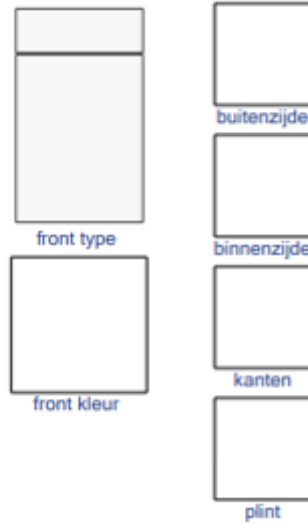 front type
front kleur
buitenzijde
binnenzijde
kanten
plint